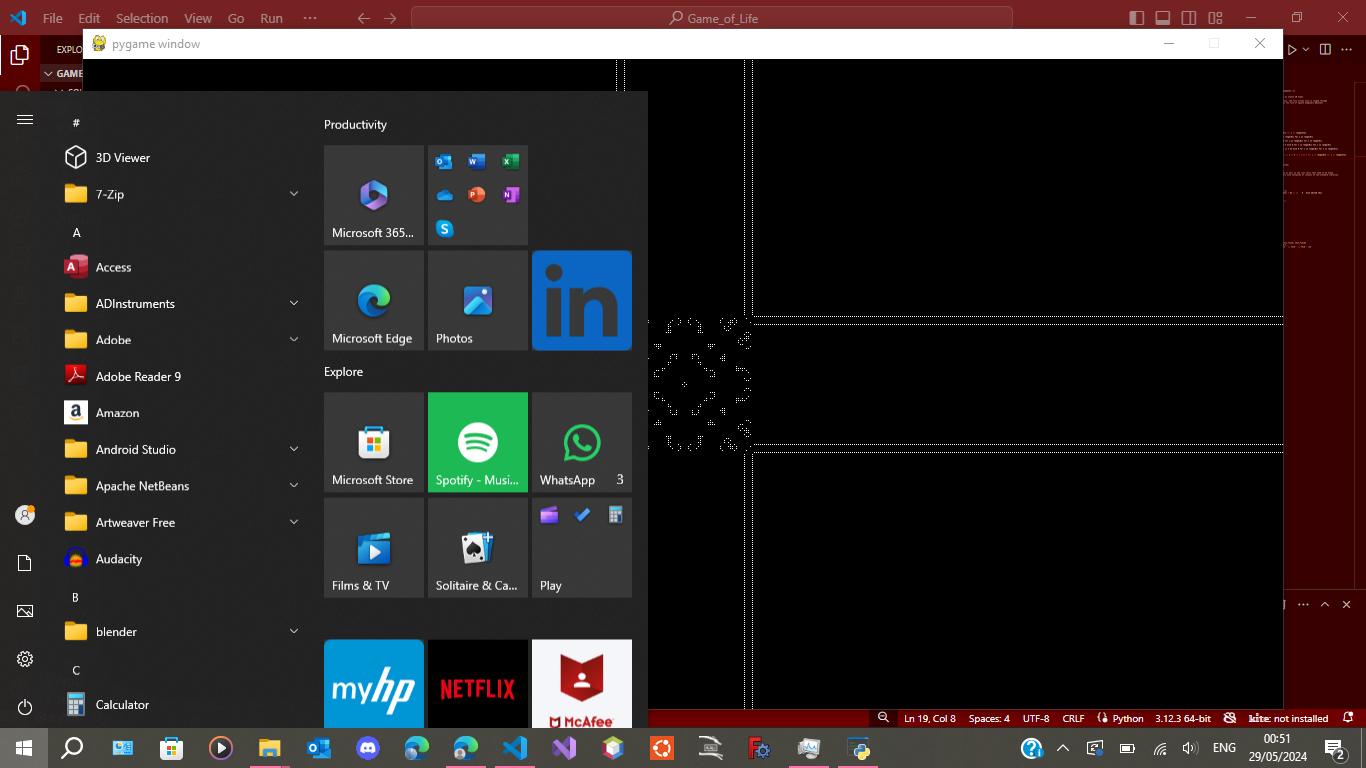 File Edit Selection View Go Run ··· Game_of_Life
pygame window
EXPLO
GAME
#
3D Viewer
7-Zip
A
Access
ADInstruments
Adobe
Adobe Reader 9
Amazon
Android Studio
Apache NetBeans
Artweaver Free
Audacity
B
blender
C
Calculator
Productivity
Microsoft 365...
Microsoft Edge
Photos
in
Explore
Microsoft Store
Spotify - Musi...
WhatsApp 3
Films & TV
Solitaire & Ca...
Play
myhp
NETFLIX
McAfee
Ln 19, Col 8 Spaces: 4 UTF-8 CRLF Python 3.12.3 64-bit kite: not installed
ENG
00:51
29/05/2024
2